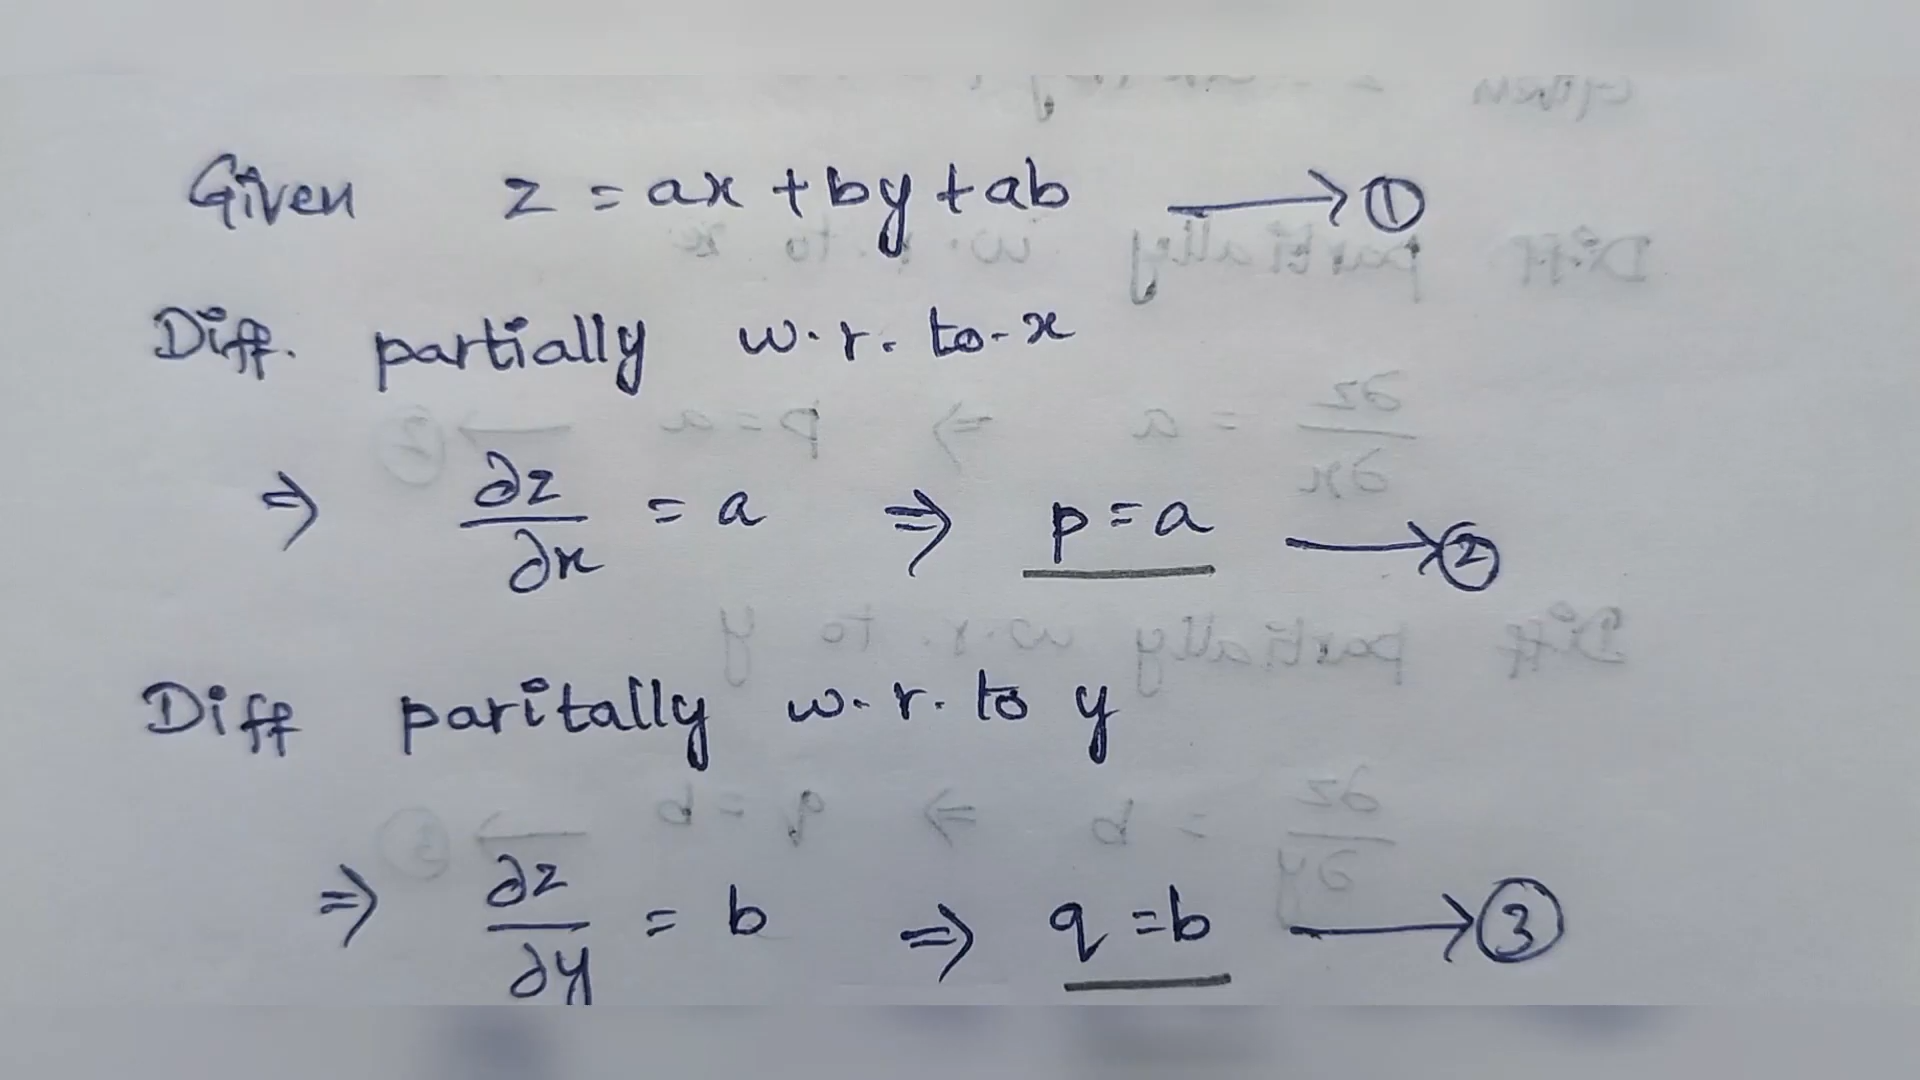 Given z = ax + by + ab ⟶ ①
Diff. partially w.r. to - x
⇒ ∂z/∂x = a ⇒ p = a ⟶ ②
Diff paritally w.r. to y
⇒ ∂z/∂y = b ⇒ q = b ⟶ ③